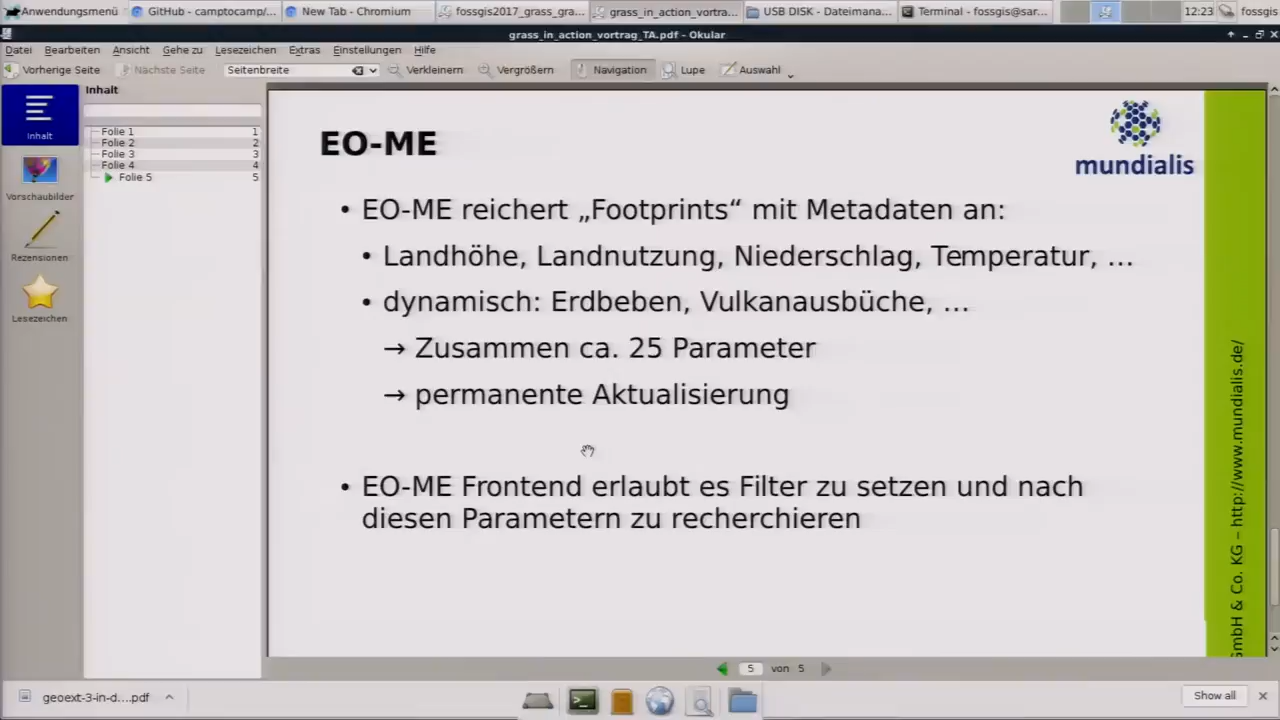 Anwendungsmenü
GitHub - camptocamp/...
New Tab - Chromium
fossgis2017_grass_gra...
grass_in_action_vortra...
USB DISK - Dateimana...
Terminal - fossgis@sar...
12:23
fossgis
grass_in_action_vortrag_TA.pdf - Okular
Datei Bearbeiten Ansicht Gehe zu Lesezeichen Extras Einstellungen Hilfe
Vorherige Seite Nächste Seite Seitenbreite Verkleinern Vergrößern Navigation Lupe Auswahl
Inhalt
Inhalt
Vorschaubilder
Rezensionen
Lesezeichen
Folie 1 1
Folie 2 2
Folie 3 3
Folie 4 4
Folie 5 5
EO-ME
mundialis
• EO-ME reichert „Footprints“ mit Metadaten an:
• Landhöhe, Landnutzung, Niederschlag, Temperatur, ...
• dynamisch: Erdbeben, Vulkanausbüche, ...
→ Zusammen ca. 25 Parameter
→ permanente Aktualisierung
• EO-ME Frontend erlaubt es Filter zu setzen und nach
diesen Parametern zu recherchieren
mbH & Co. KG – http://www.mundialis.de/
5 von 5
geoext-3-in-d....pdf
Show all